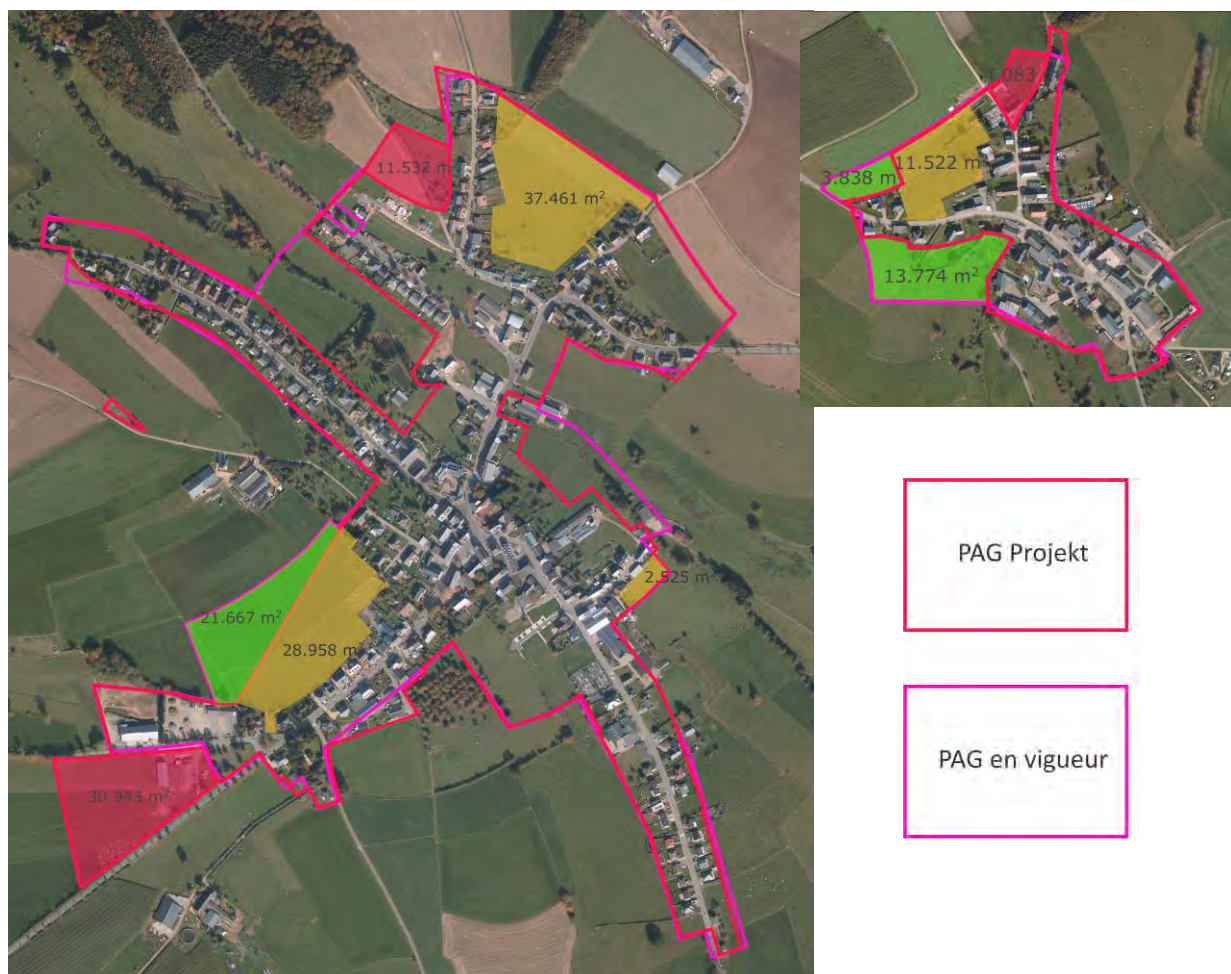 11.532 m
37.461 m²
2.525 m
21.667 m²
28.958 m²
30.943 m²
11.522 m²
3.838 m
13.774 m²
PAG Projekt
PAG en vigueur